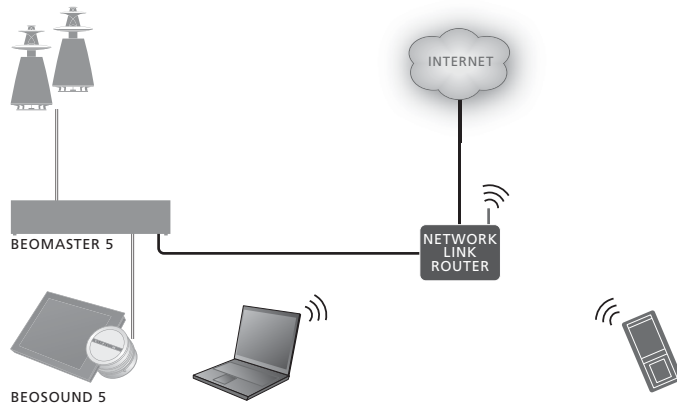 INTERNET
BEOMASTER 5
NETWORK
LINK
ROUTER
BEOSOUND 5